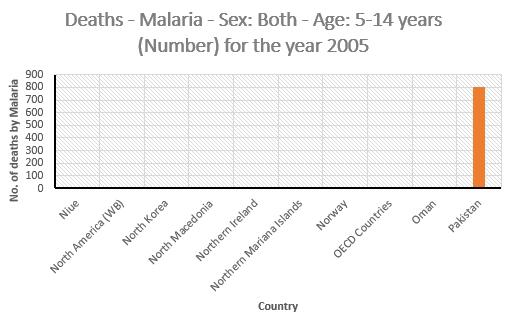 Deaths - Malaria - Sex: Both - Age: 5-14 years
(Number) for the year 2005
No. of deaths by Malaria
900
800
700
600
500
400
300
200
100
0
Niue
North America (WB)
North Korea
North Macedonia
Northern Ireland
Northern Mariana Islands
Norway
OECD Countries
Oman
Pakistan
Country